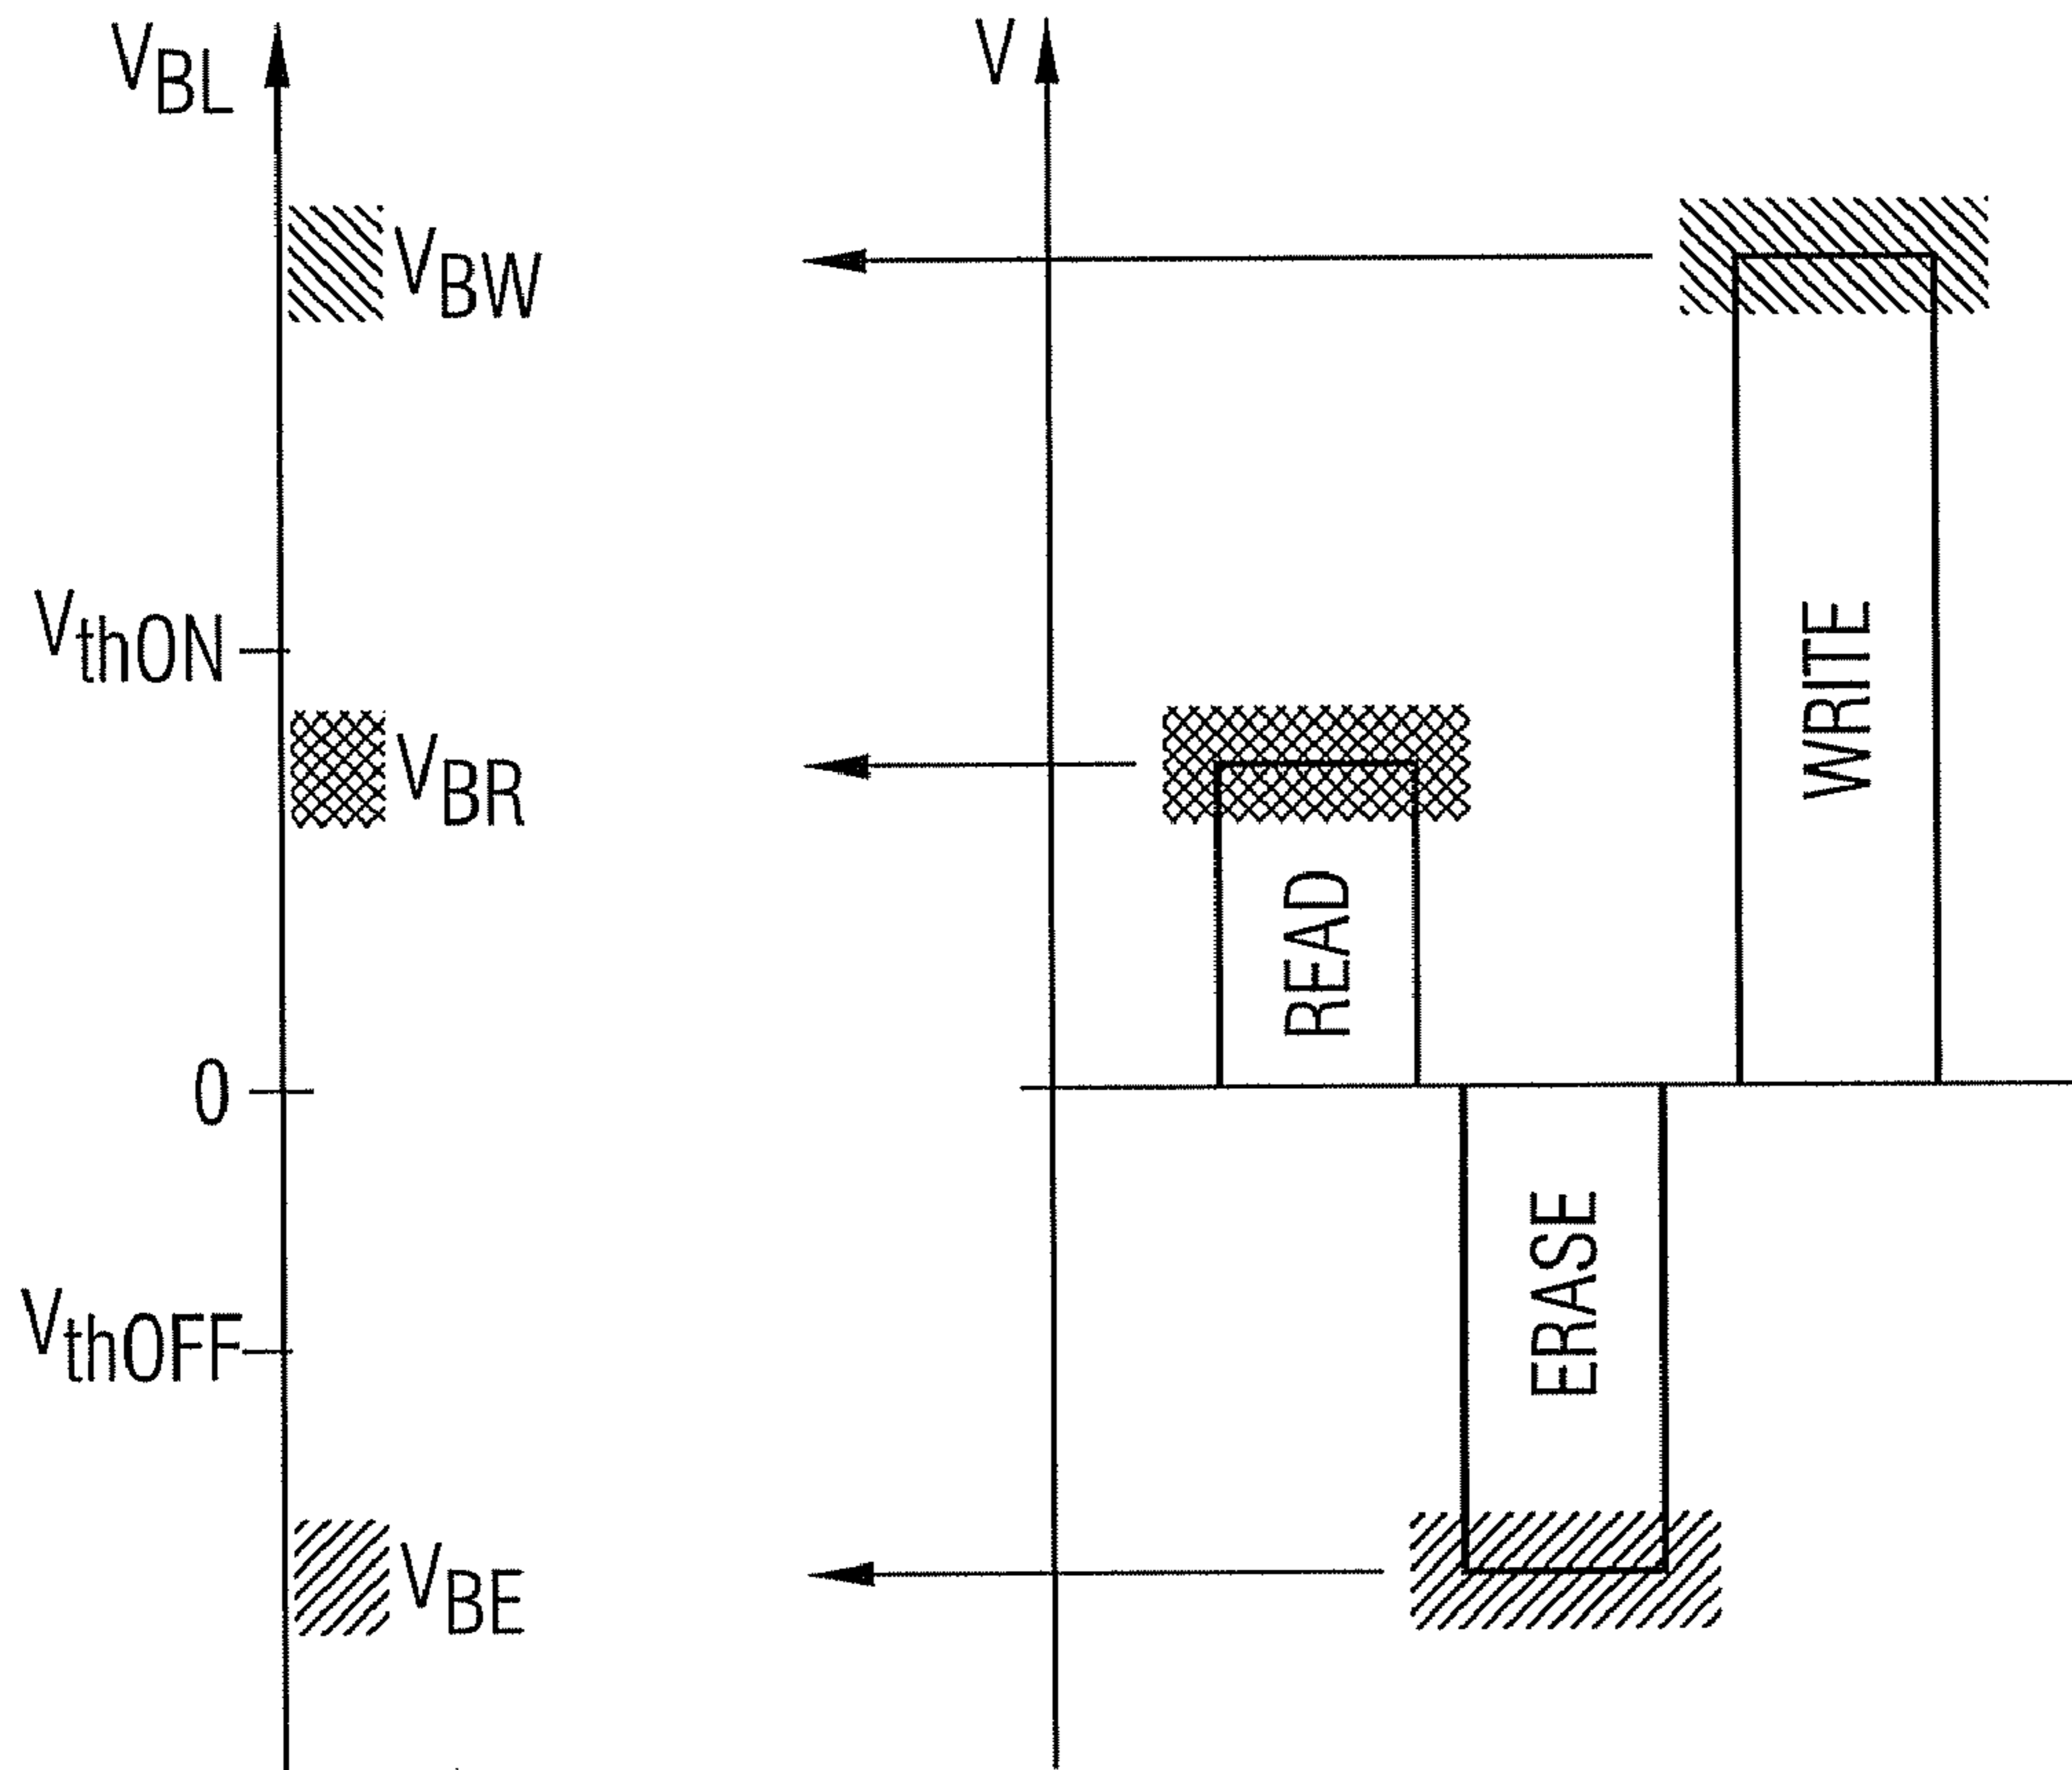 VBL
V
VBW
VthON
WRITE
VBR
READ
0
ERASE
VthOFF
VBE